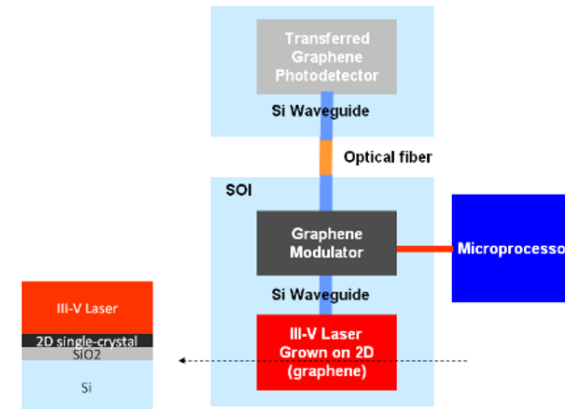 Transferred
Graphene
Photodetector
Si Waveguide
Optical fiber
SOI
Graphene
Modulator
Microprocesso
Si Waveguide
III-V Laser
Grown on 2D
(graphene)
III-V Laser
2D single-crystal
SiO2
Si